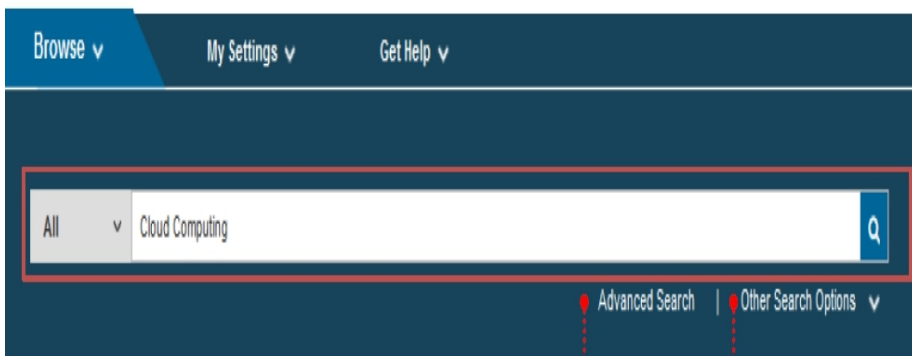 Browse My Settings Get Help
All Cloud Computing
Advanced Search | Other Search Options